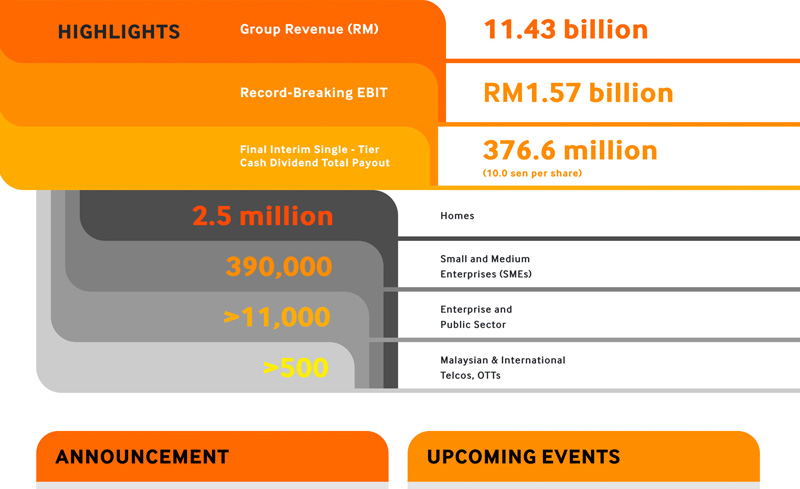 HIGHLIGHTS
Group Revenue (RM)
11.43 billion
Record-Breaking EBIT
RM1.57 billion
Final Interim Single - Tier
Cash Dividend Total Payout
376.6 million
(10.0 sen per share)
2.5 million
Homes
390,000
Small and Medium
Enterprises (SMEs)
>11,000
Enterprise and
Public Sector
>500
Malaysian & International
Telcos, OTTs
ANNOUNCEMENT
UPCOMING EVENTS